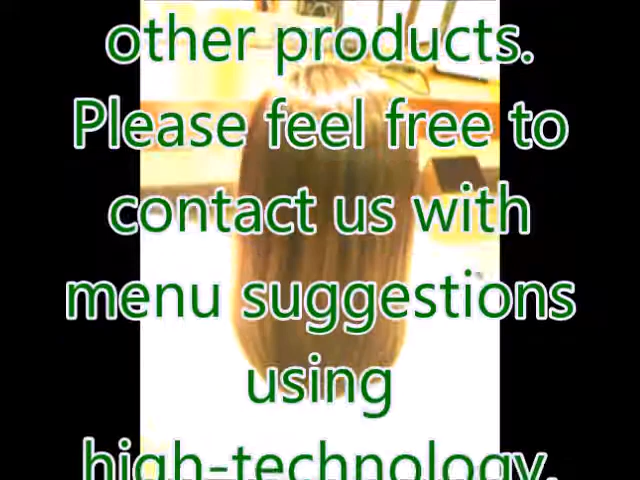 other products.
Please feel free to
contact us with
menu suggestions
using
high-technology.